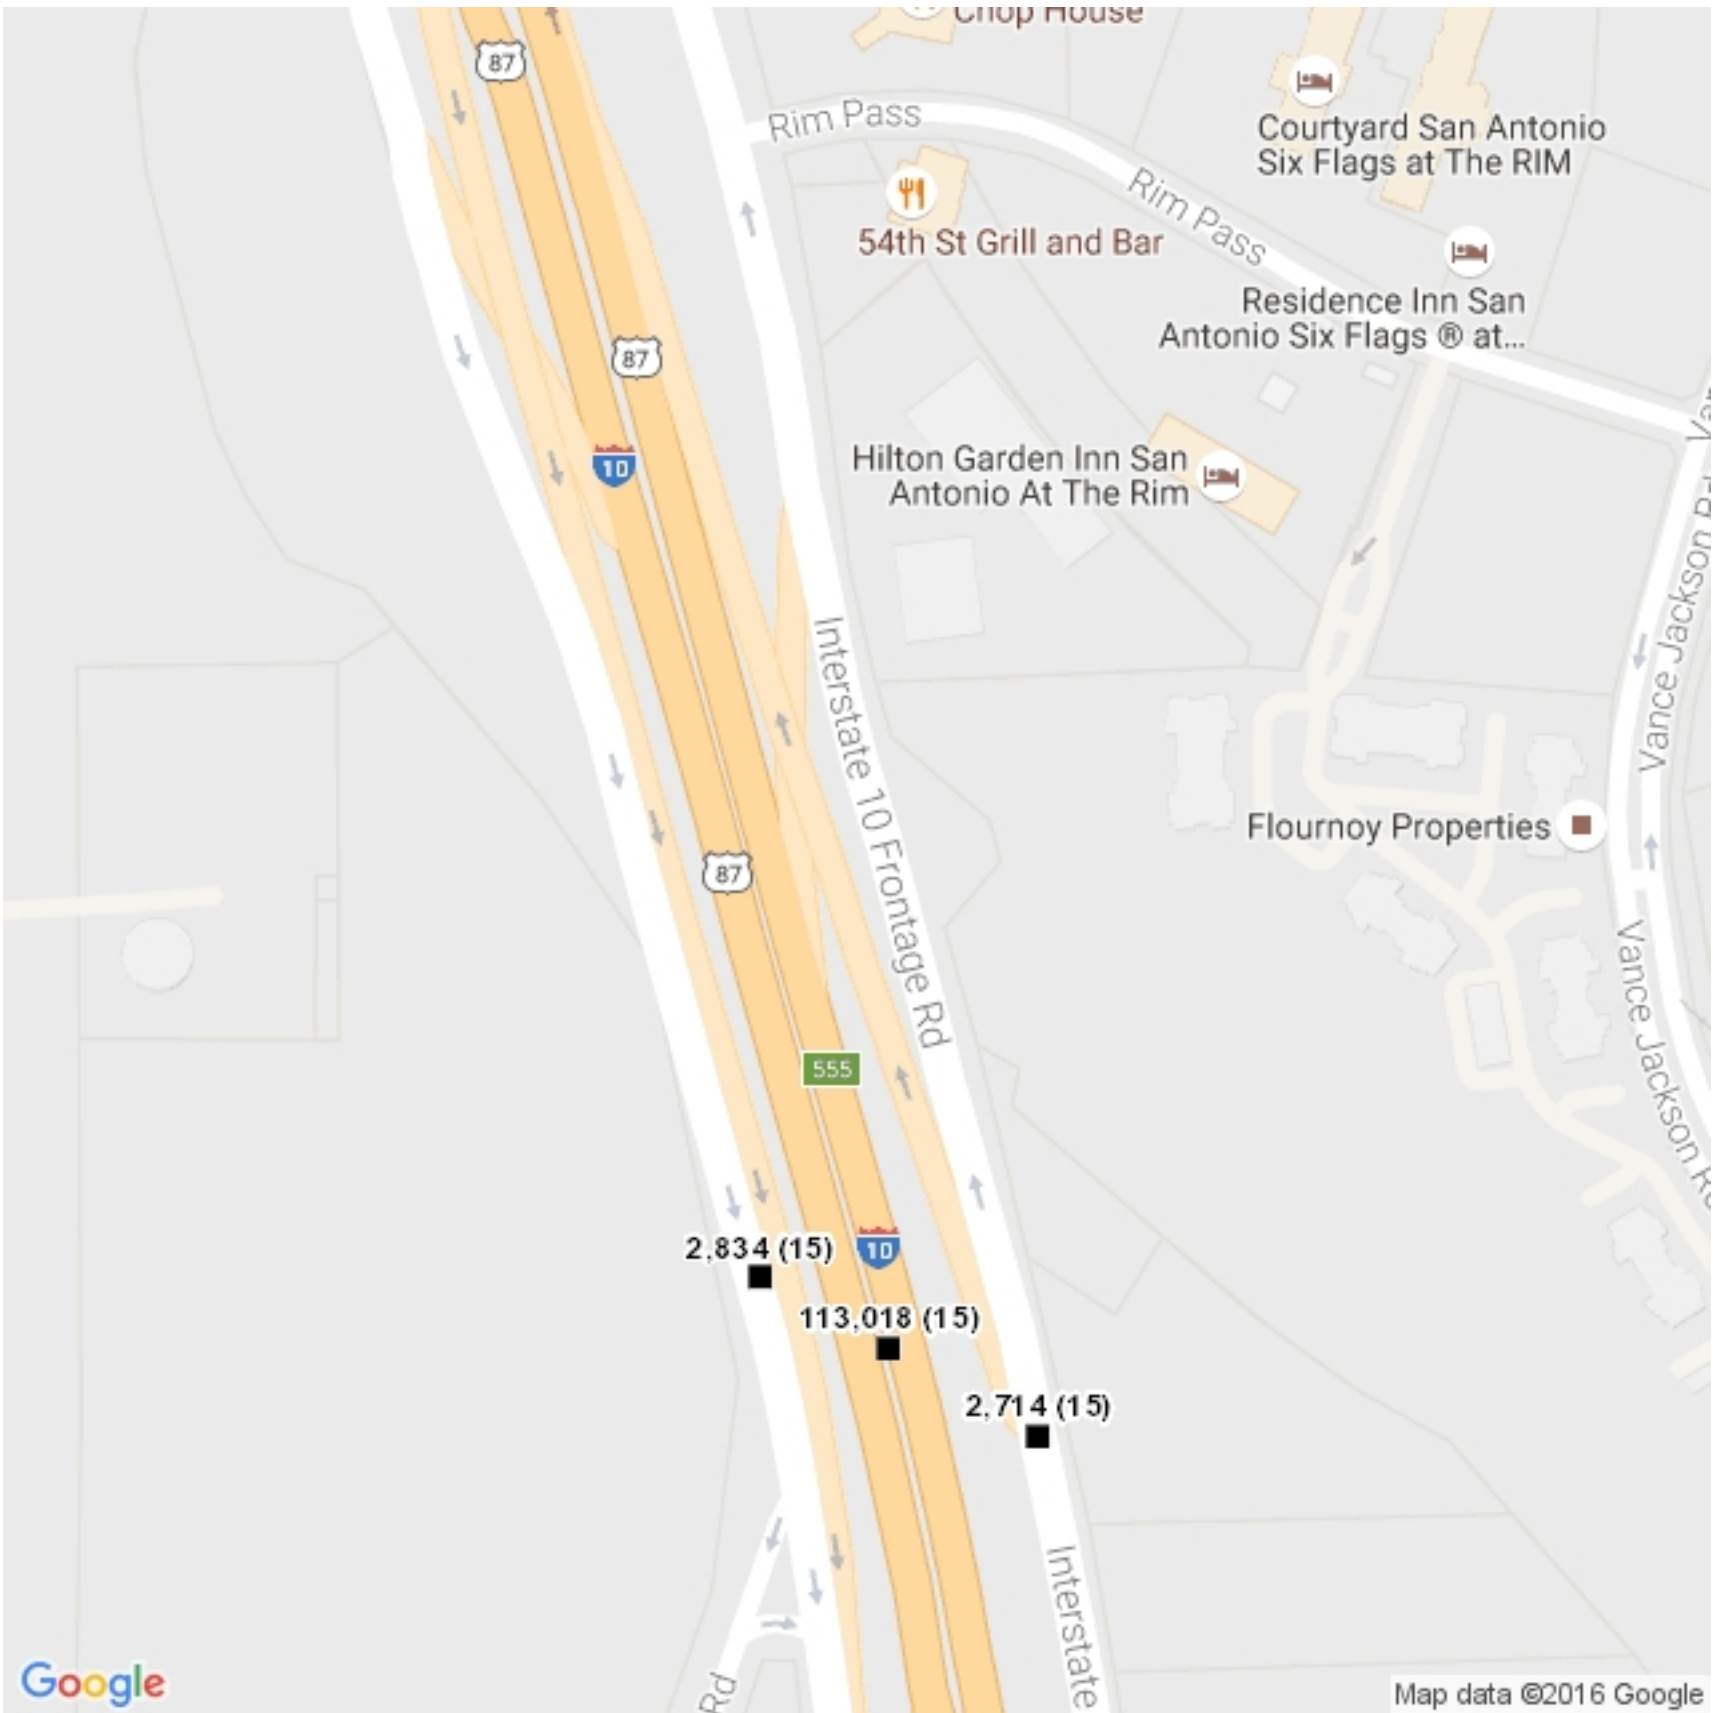 Chop House
87
Rim Pass
Courtyard San Antonio
Six Flags at The RIM
Rim Pass
54th St Grill and Bar
Residence Inn San
Antonio Six Flags ® at...
87
10
Hilton Garden Inn San
Antonio At The Rim
Vance Jackson Rd
Interstate 10 Frontage Rd
Flournoy Properties
87
Vance Jackson Rd
555
2,834 (15)
10
113,018 (15)
2,714 (15)
Interstate
Rd
Google
Map data ©2016 Google